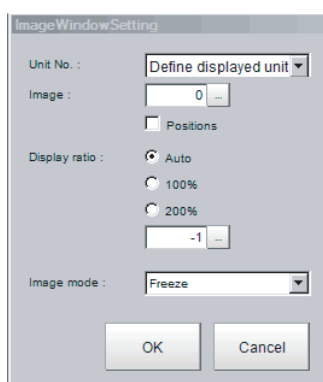 ImageWindowSetting
Unit No. : Define displayed unit
Image : 0 ...
Positions
Display ratio : Auto
100%
200%
-1 ...
Image mode : Freeze
OK Cancel